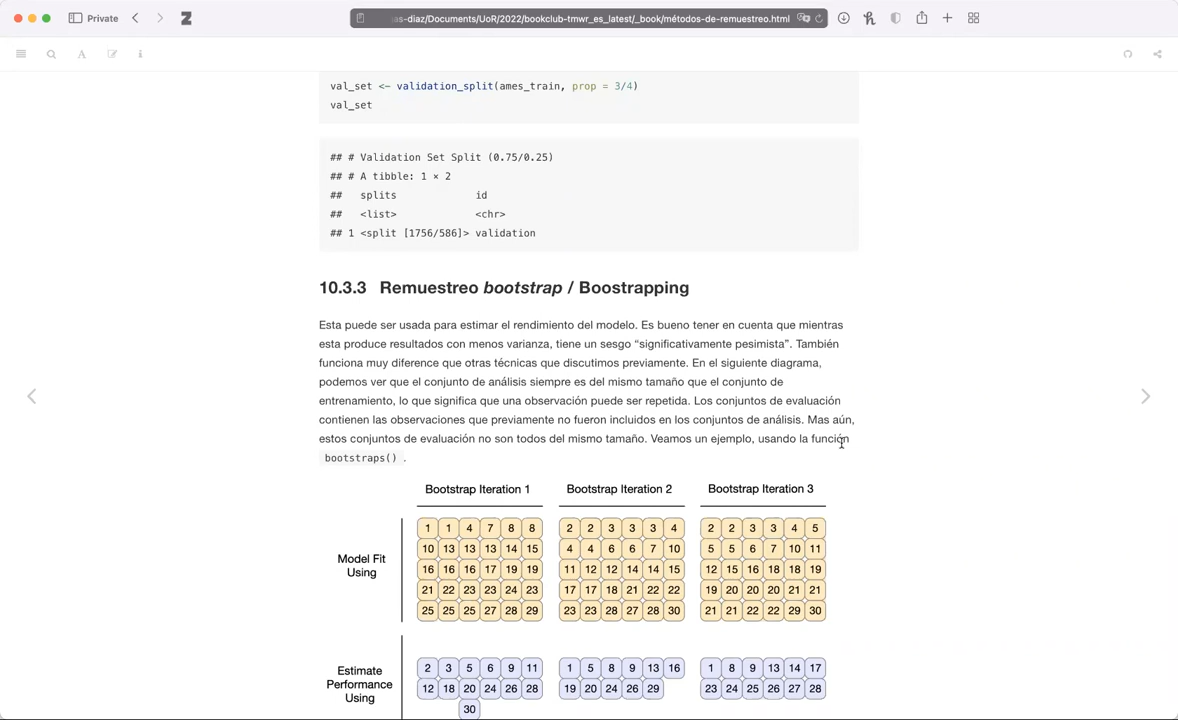 Private
as-diaz/Documents/UoR/2022/bookclub-tmwr_es_latest/_book/métodos-de-remuestreo.html
val_set <- validation_split(ames_train, prop = 3/4)
val_set
## # Validation Set Split (0.75/0.25)
## # A tibble: 1 × 2
##   splits             id
##   <list>             <chr>
## 1 <split [1756/586]> validation
10.3.3 Remuestreo bootstrap / Boostrapping
Esta puede ser usada para estimar el rendimiento del modelo. Es bueno tener en cuenta que mientras
esta produce resultados con menos varianza, tiene un sesgo “significativamente pesimista”. También
funciona muy diference que otras técnicas que discutimos previamente. En el siguiente diagrama,
podemos ver que el conjunto de análisis siempre es del mismo tamaño que el conjunto de
entrenamiento, lo que significa que una observación puede ser repetida. Los conjuntos de evaluación
contienen las observaciones que previamente no fueron incluidos en los conjuntos de análisis. Mas aún,
estos conjuntos de evaluación no son todos del mismo tamaño. Veamos un ejemplo, usando la función
bootstraps() .
Bootstrap Iteration 1 Bootstrap Iteration 2 Bootstrap Iteration 3
Model Fit
Using
1 1 4 7 8 8 2 2 3 3 3 4 2 2 3 3 4 5
10 13 13 13 14 15 4 4 6 6 7 10 5 5 6 7 10 11
16 16 16 17 19 19 11 12 12 14 14 15 12 15 16 18 18 19
21 22 23 23 24 23 17 17 18 21 22 22 19 20 20 20 21 21
25 25 25 27 28 29 23 23 28 27 28 30 21 21 22 22 29 30
Estimate
Performance
Using
2 3 5 6 9 11 1 5 8 9 13 16 1 8 9 13 14 17
12 18 20 24 26 28 19 20 24 26 29 23 24 25 26 27 28
30